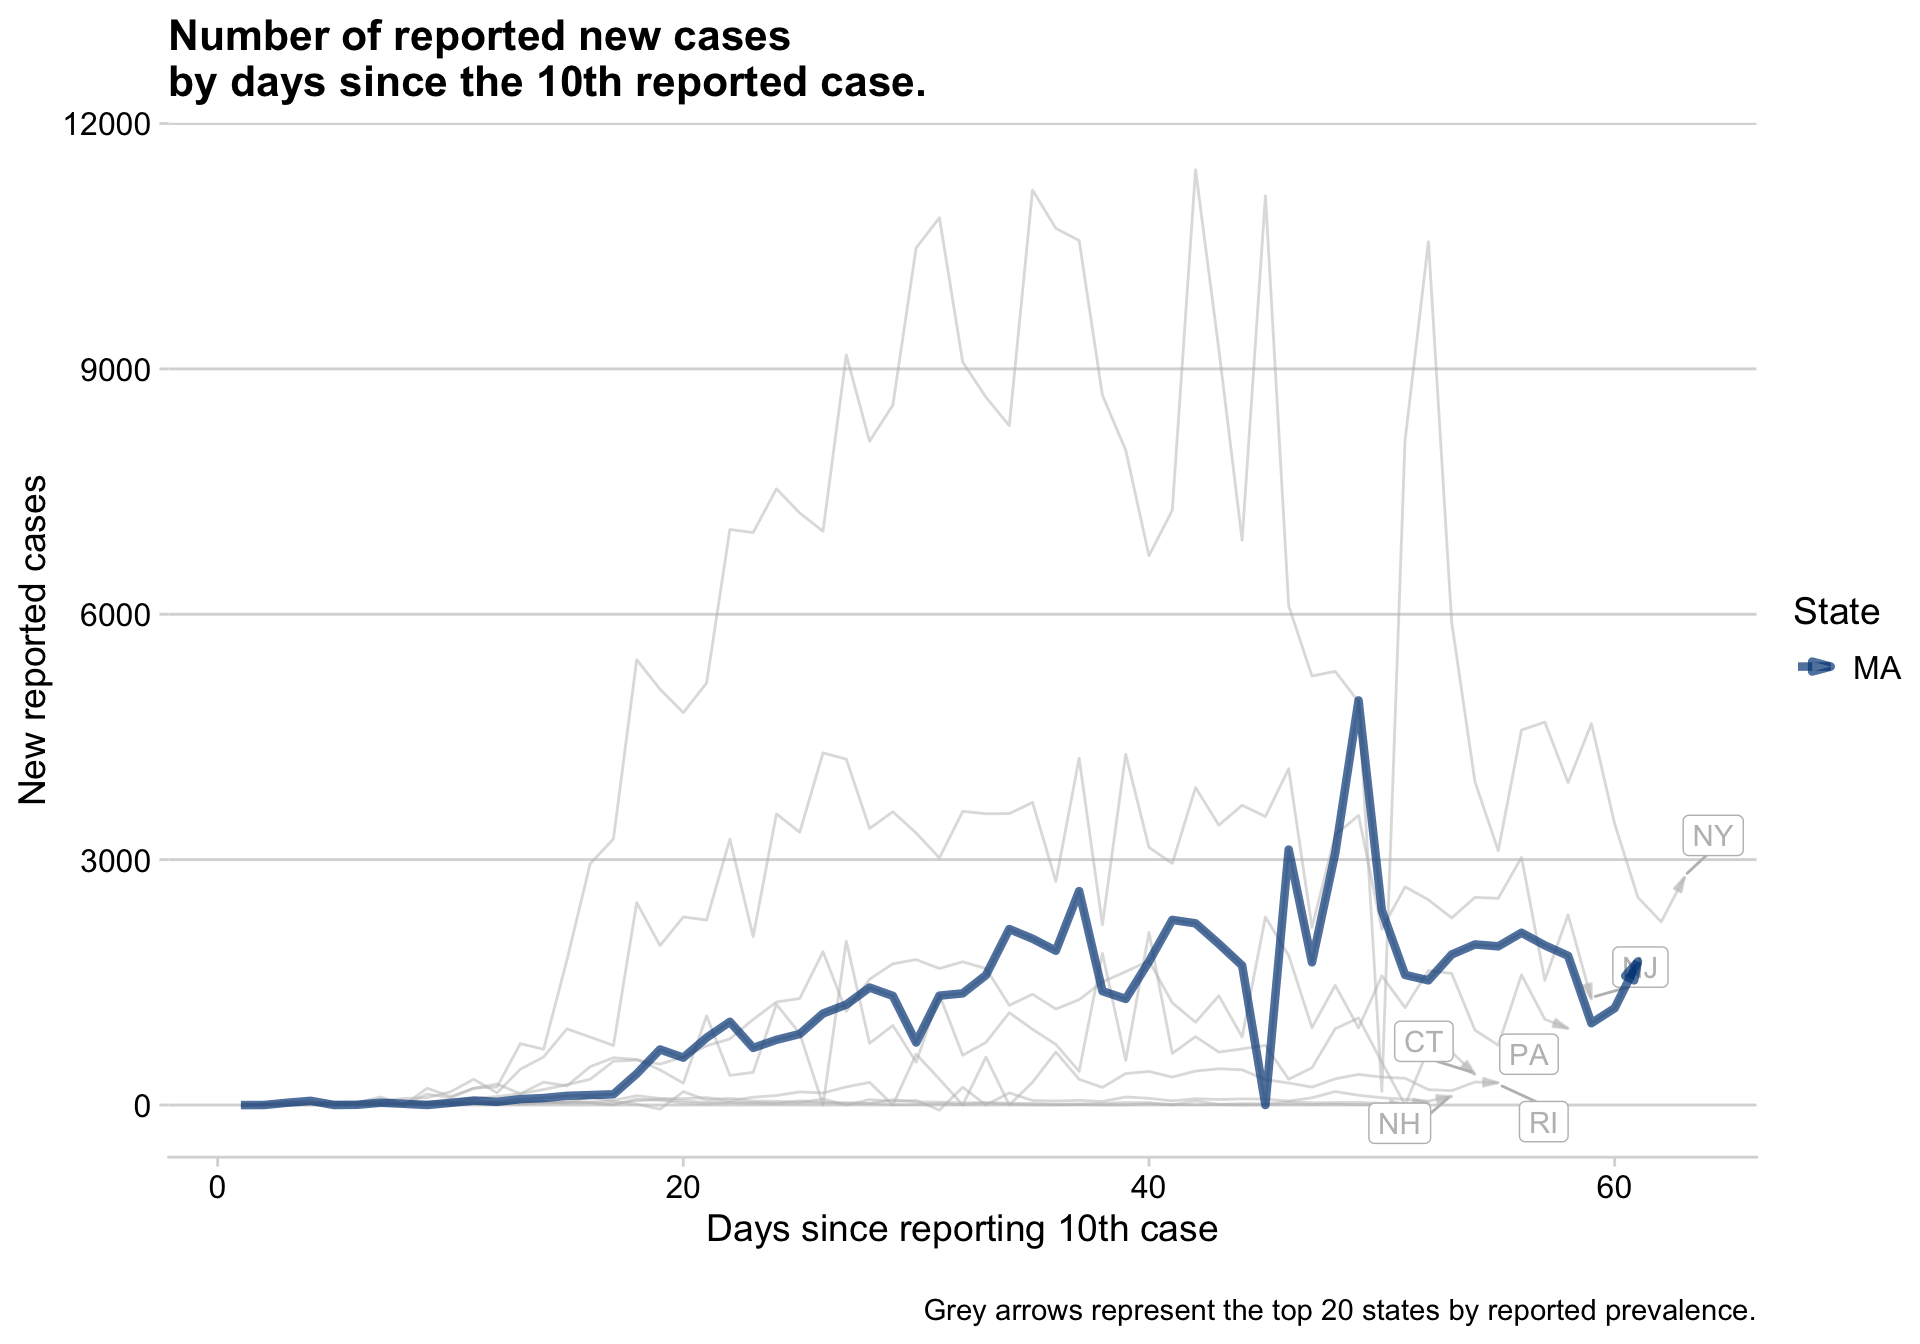 Number of reported new cases
by days since the 10th reported case.
12000
9000
6000
3000
0
New reported cases
NY
NJ
CT
PA
NH
RI
State
MA
0
20
40
60
Days since reporting 10th case
Grey arrows represent the top 20 states by reported prevalence.